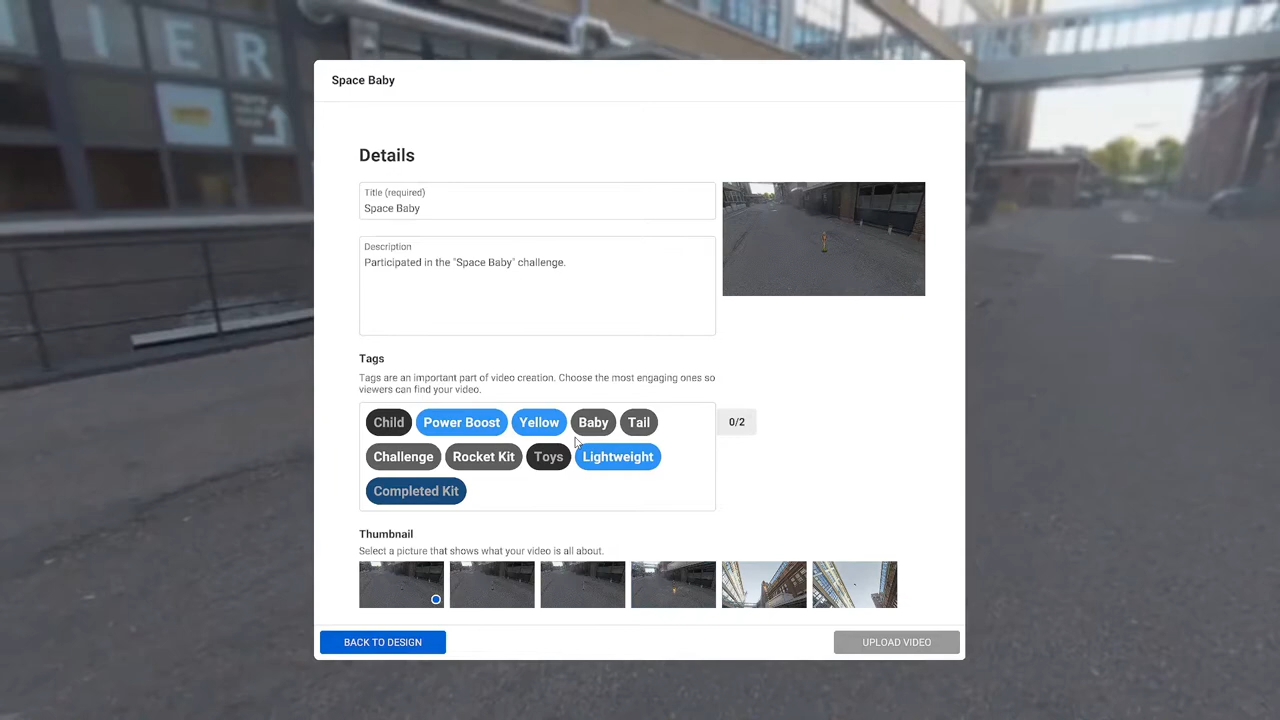 I E R
Space Baby
Details
Title (required)
Space Baby
Description
Participated in the "Space Baby" challenge.
Tags
Tags are an important part of video creation. Choose the most engaging ones so
viewers can find your video.
Child Power Boost Yellow Baby Tail 0/2
Challenge Rocket Kit Toys Lightweight
Completed Kit
Thumbnail
Select a picture that shows what your video is all about.
BACK TO DESIGN UPLOAD VIDEO